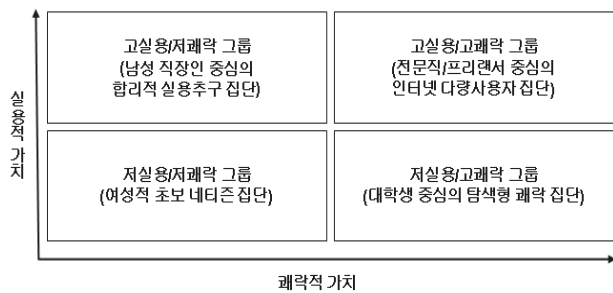 고실용/저쾌락 그룹
(남성 직장인 중심의
합리적 실용추구 집단)
고실용/고쾌락 그룹
(전문직/프리랜서 중심의
인터넷 다량사용자 집단)
저실용/저쾌락 그룹
(여성적 초보 네티즌 집단)
저실용/고쾌락 그룹
(대학생 중심의 탐색형 쾌락 집단)
실용적 가치
쾌락적 가치